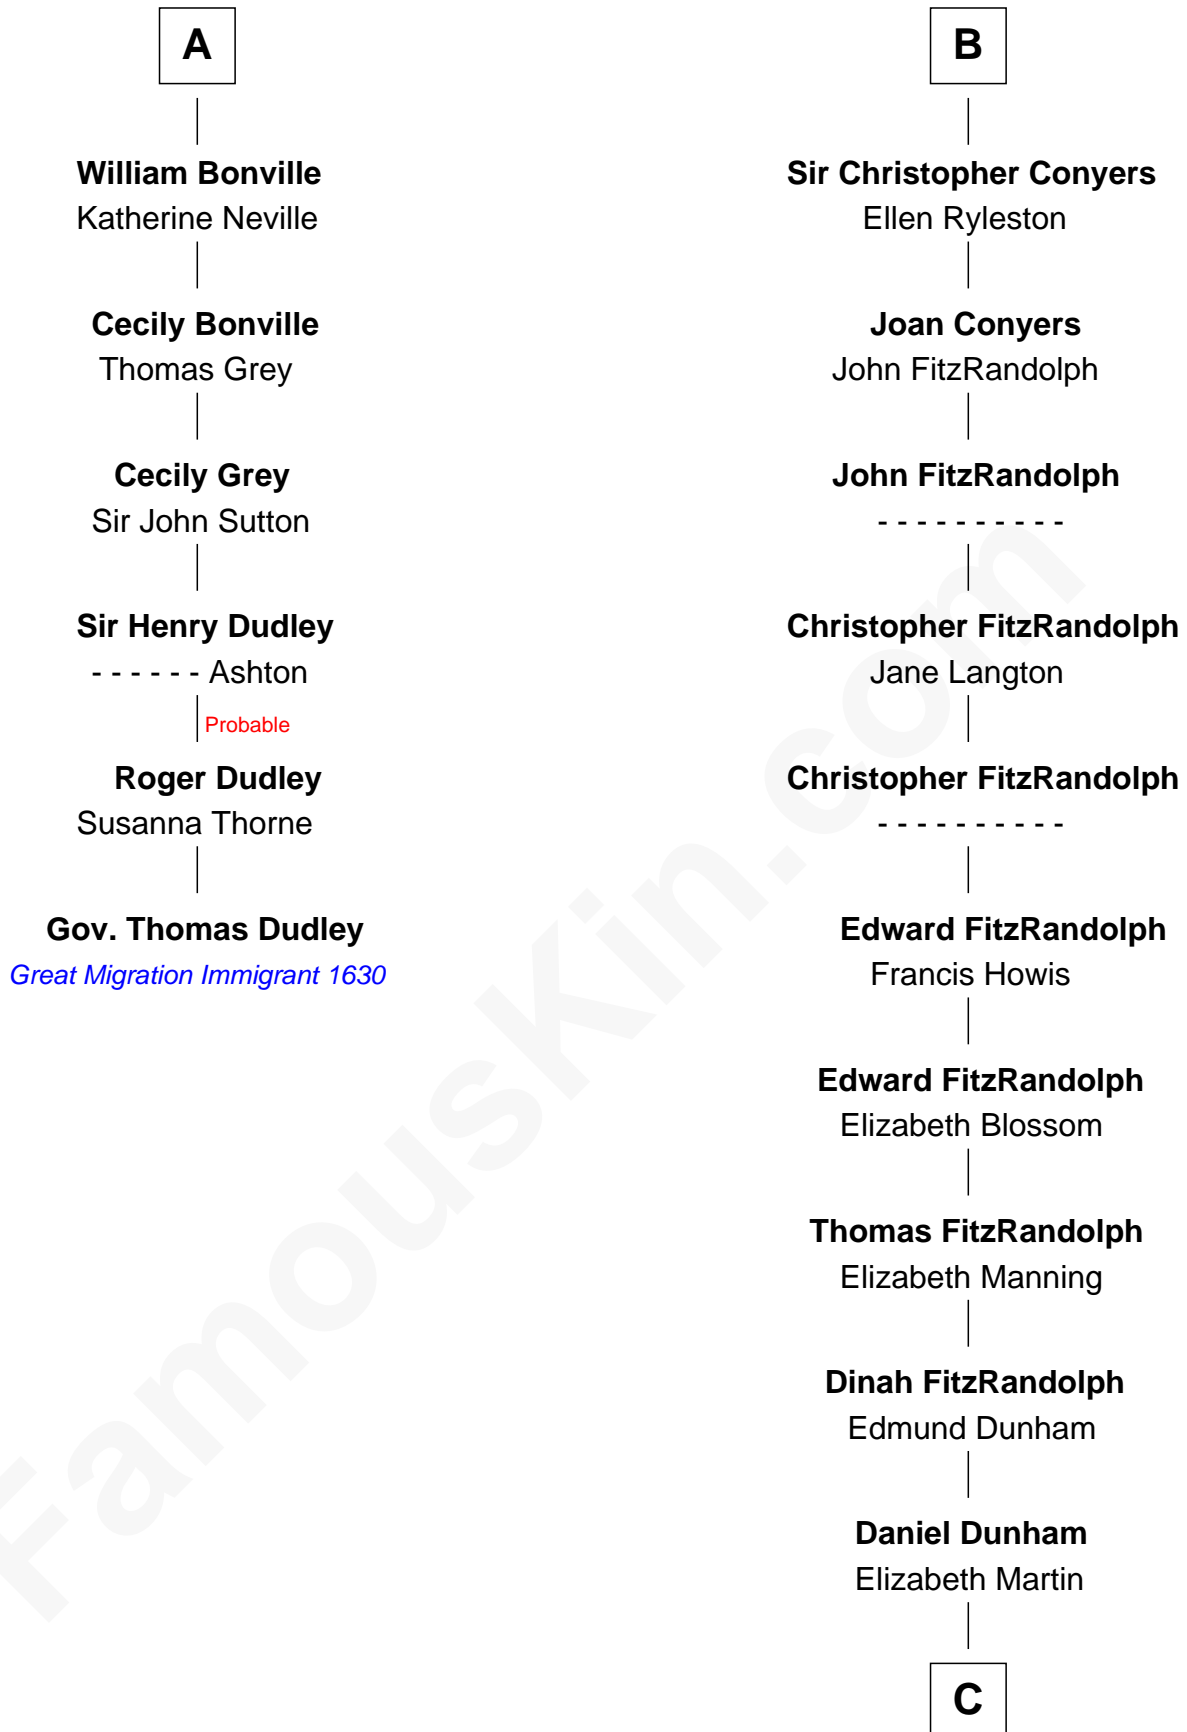 A
William Bonville
Katherine Neville
Cecily Bonville
Thomas Grey
Cecily Grey
Sir John Sutton
Sir Henry Dudley
- - - - - - Ashton
Probable
Roger Dudley
Susanna Thorne
Gov. Thomas Dudley
Great Migration Immigrant 1630
B
Sir Christopher Conyers
Ellen Ryleston
Joan Conyers
John FitzRandolph
John FitzRandolph
- - - - - - - - - -
Christopher FitzRandolph
Jane Langton
Christopher FitzRandolph
- - - - - - - - - -
Edward FitzRandolph
Francis Howis
Edward FitzRandolph
Elizabeth Blossom
Thomas FitzRandolph
Elizabeth Manning
Dinah FitzRandolph
Edmund Dunham
Daniel Dunham
Elizabeth Martin
C
FamousKin.com